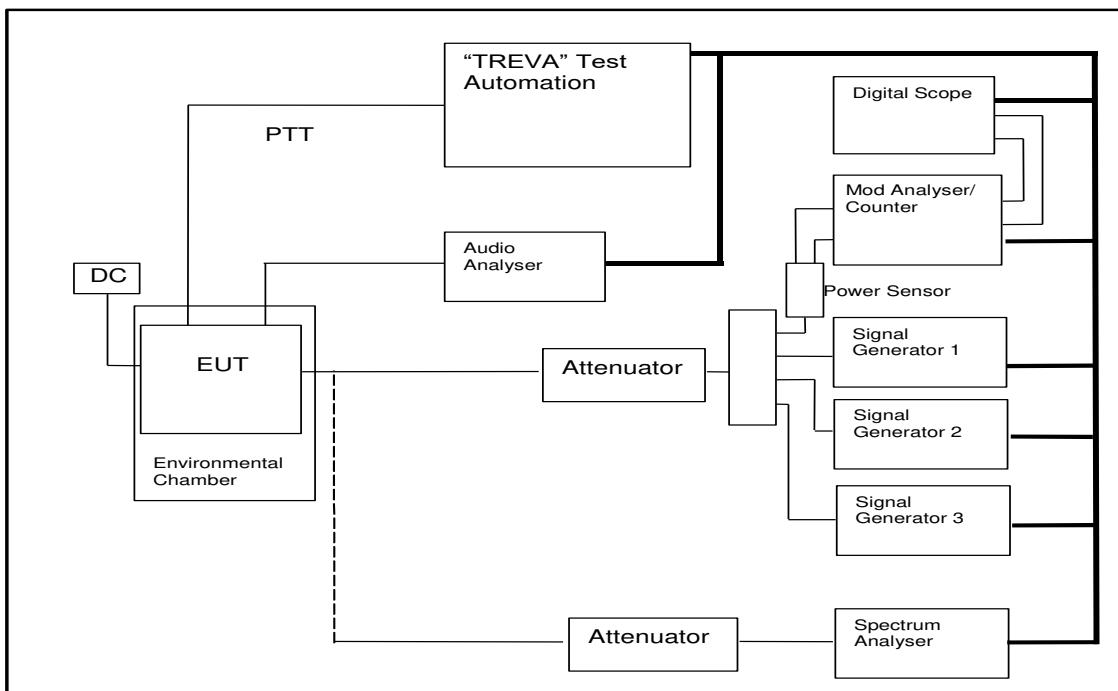 “TREVA” Test
Automation
Digital Scope
PTT
Mod Analyser/
Counter
Audio
Analyser
DC
Power Sensor
EUT
Attenuator
Signal
Generator 1
Signal
Generator 2
Environmental
Chamber
Signal
Generator 3
Attenuator
Spectrum
Analyser